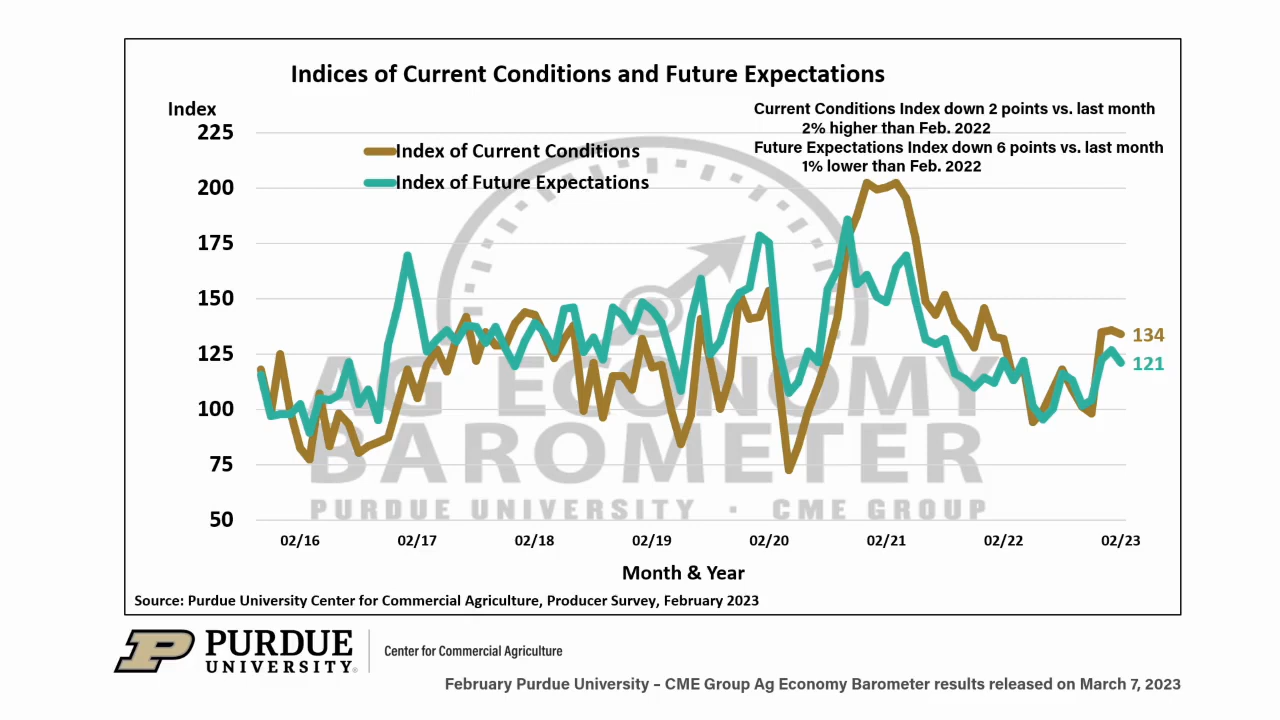 Indices of Current Conditions and Future Expectations
Index
Current Conditions Index down 2 points vs. last month
2% higher than Feb. 2022
Future Expectations Index down 6 points vs. last month
1% lower than Feb. 2022
225
Index of Current Conditions
Index of Future Expectations
200
175
150
125
100
75
50
134
121
AG ECONOMY
BAROMETER
PURDUE UNIVERSITY · CME GROUP
02/16 02/17 02/18 02/19 02/20 02/21 02/22 02/23
Month & Year
Source: Purdue University Center for Commercial Agriculture, Producer Survey, February 2023
P PURDUE
UNIVERSITY®
Center for Commercial Agriculture
February Purdue University – CME Group Ag Economy Barometer results released on March 7, 2023